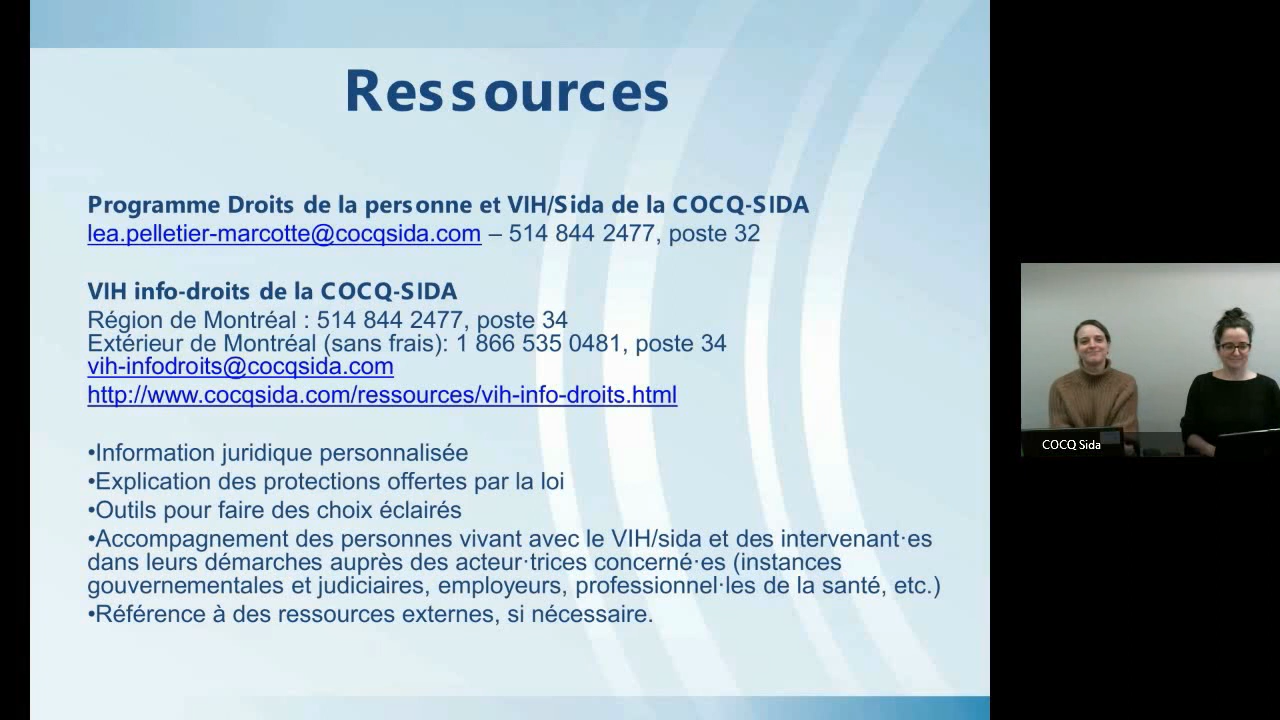 Ressources
Programme Droits de la personne et VIH/Sida de la COCQ-SIDA
lea.pelletier-marcotte@cocqsida.com – 514 844 2477, poste 32
VIH info-droits de la COCQ-SIDA
Région de Montréal : 514 844 2477, poste 34
Extérieur de Montréal (sans frais): 1 866 535 0481, poste 34
vih-infodroits@cocqsida.com
http://www.cocqsida.com/ressources/vih-info-droits.html
•Information juridique personnalisée
•Explication des protections offertes par la loi
•Outils pour faire des choix éclairés
•Accompagnement des personnes vivant avec le VIH/sida et des intervenant·es
dans leurs démarches auprès des acteur·trices concerné·es (instances
gouvernementales et judiciaires, employeurs, professionnel·les de la santé, etc.)
•Référence à des ressources externes, si nécessaire.
COCQ Sida